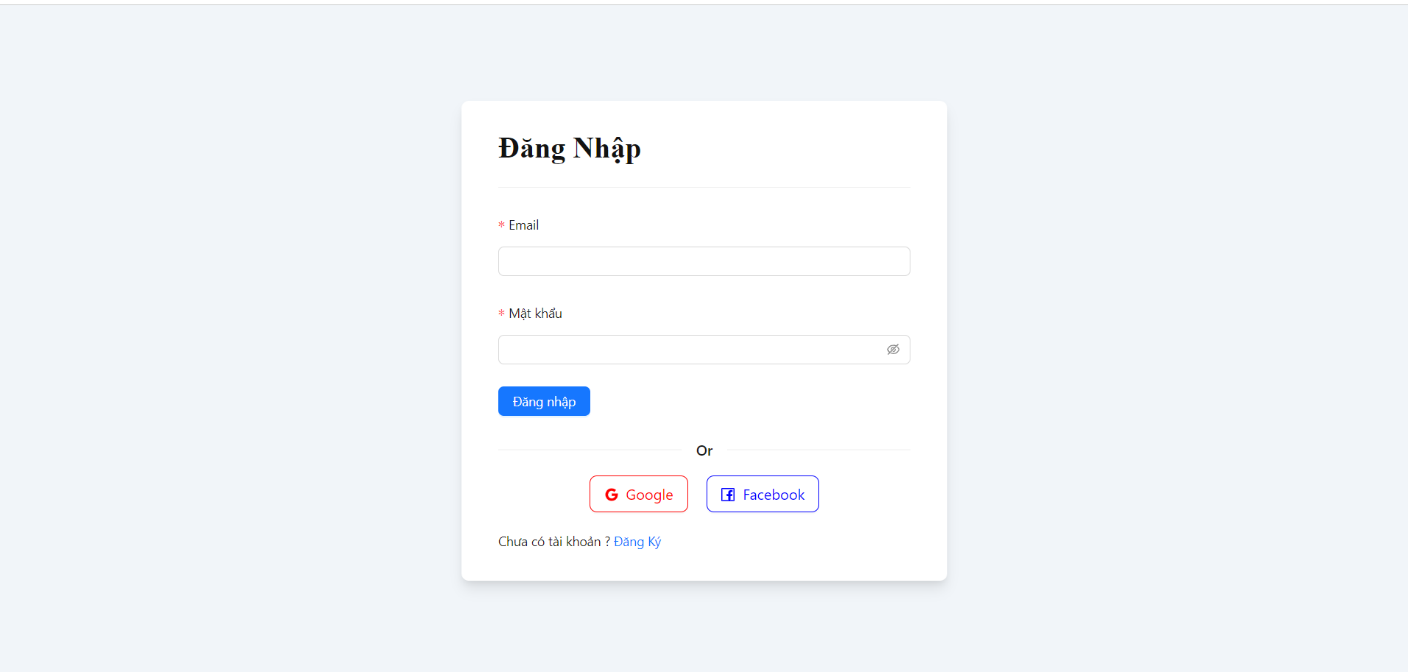 Đăng Nhập
* Email
* Mật khẩu
Đăng nhập
Or
Google Facebook
Chưa có tài khoản ? Đăng Ký